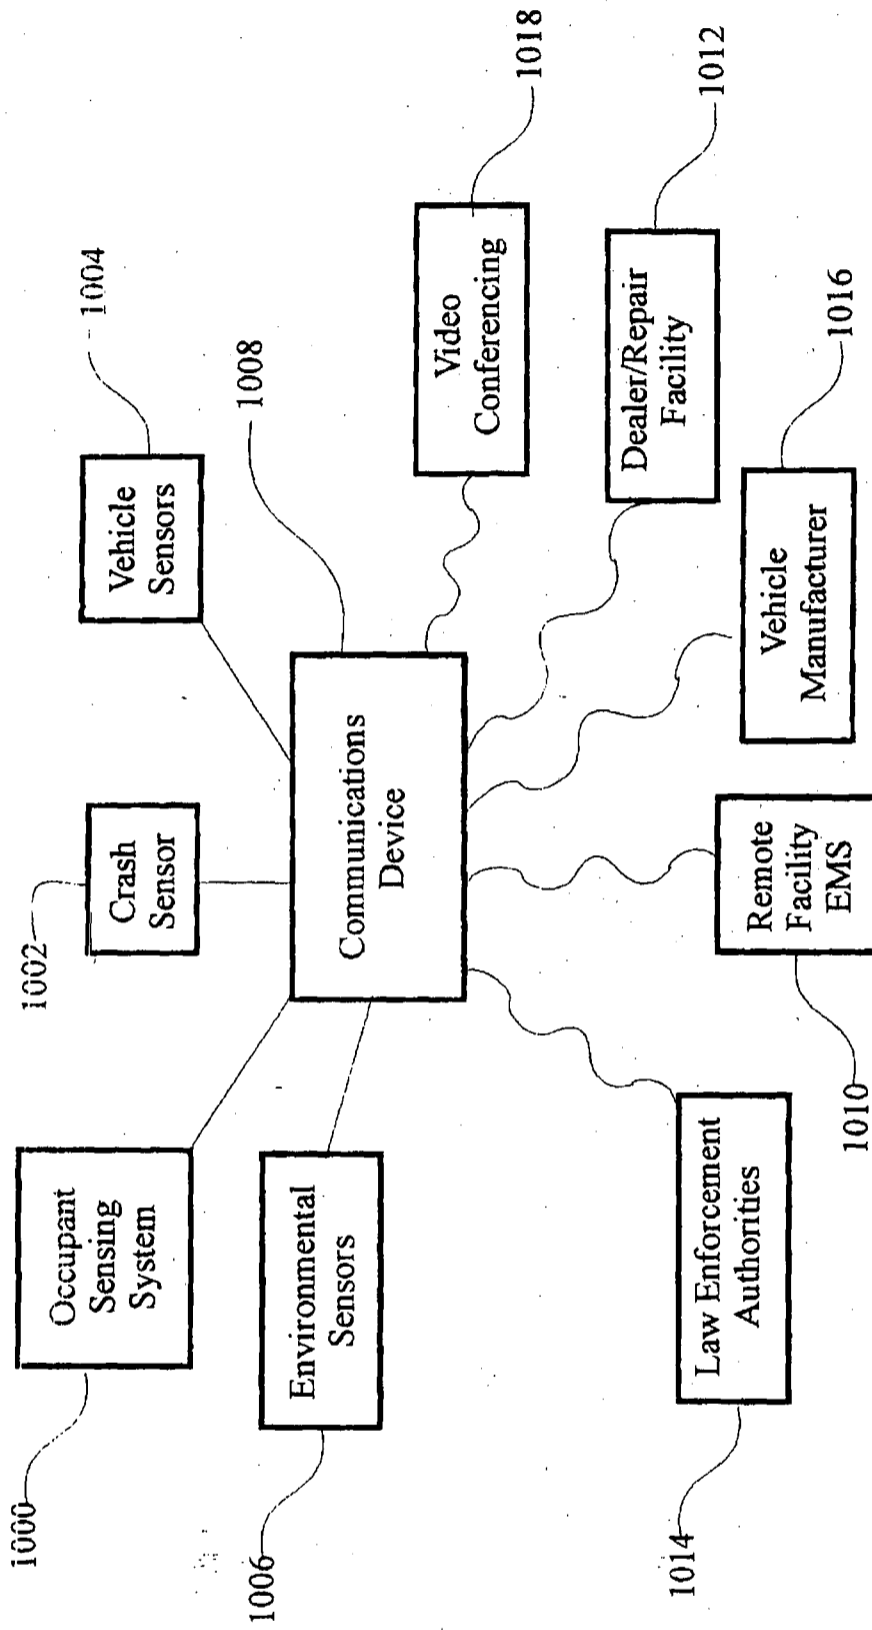 1000
Occupant
Sensing
System
1002
Crash
Sensor
1004
Vehicle
Sensors
1006
Environmental
Sensors
1008
Communications
Device
1018
Video
Conferencing
1014
Law Enforcement
Authorities
1010
Remote
Facility
EMS
1016
Vehicle
Manufacturer
1012
Dealer/Repair
Facility